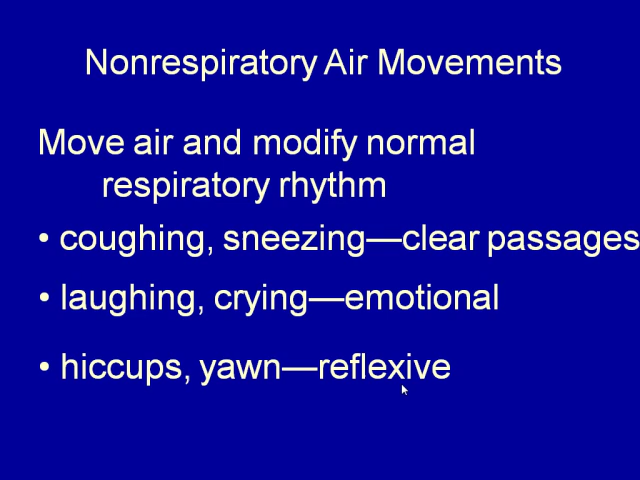 Nonrespiratory Air Movements
Move air and modify normal
respiratory rhythm
• coughing, sneezing—clear passages
• laughing, crying—emotional
• hiccups, yawn—reflexive